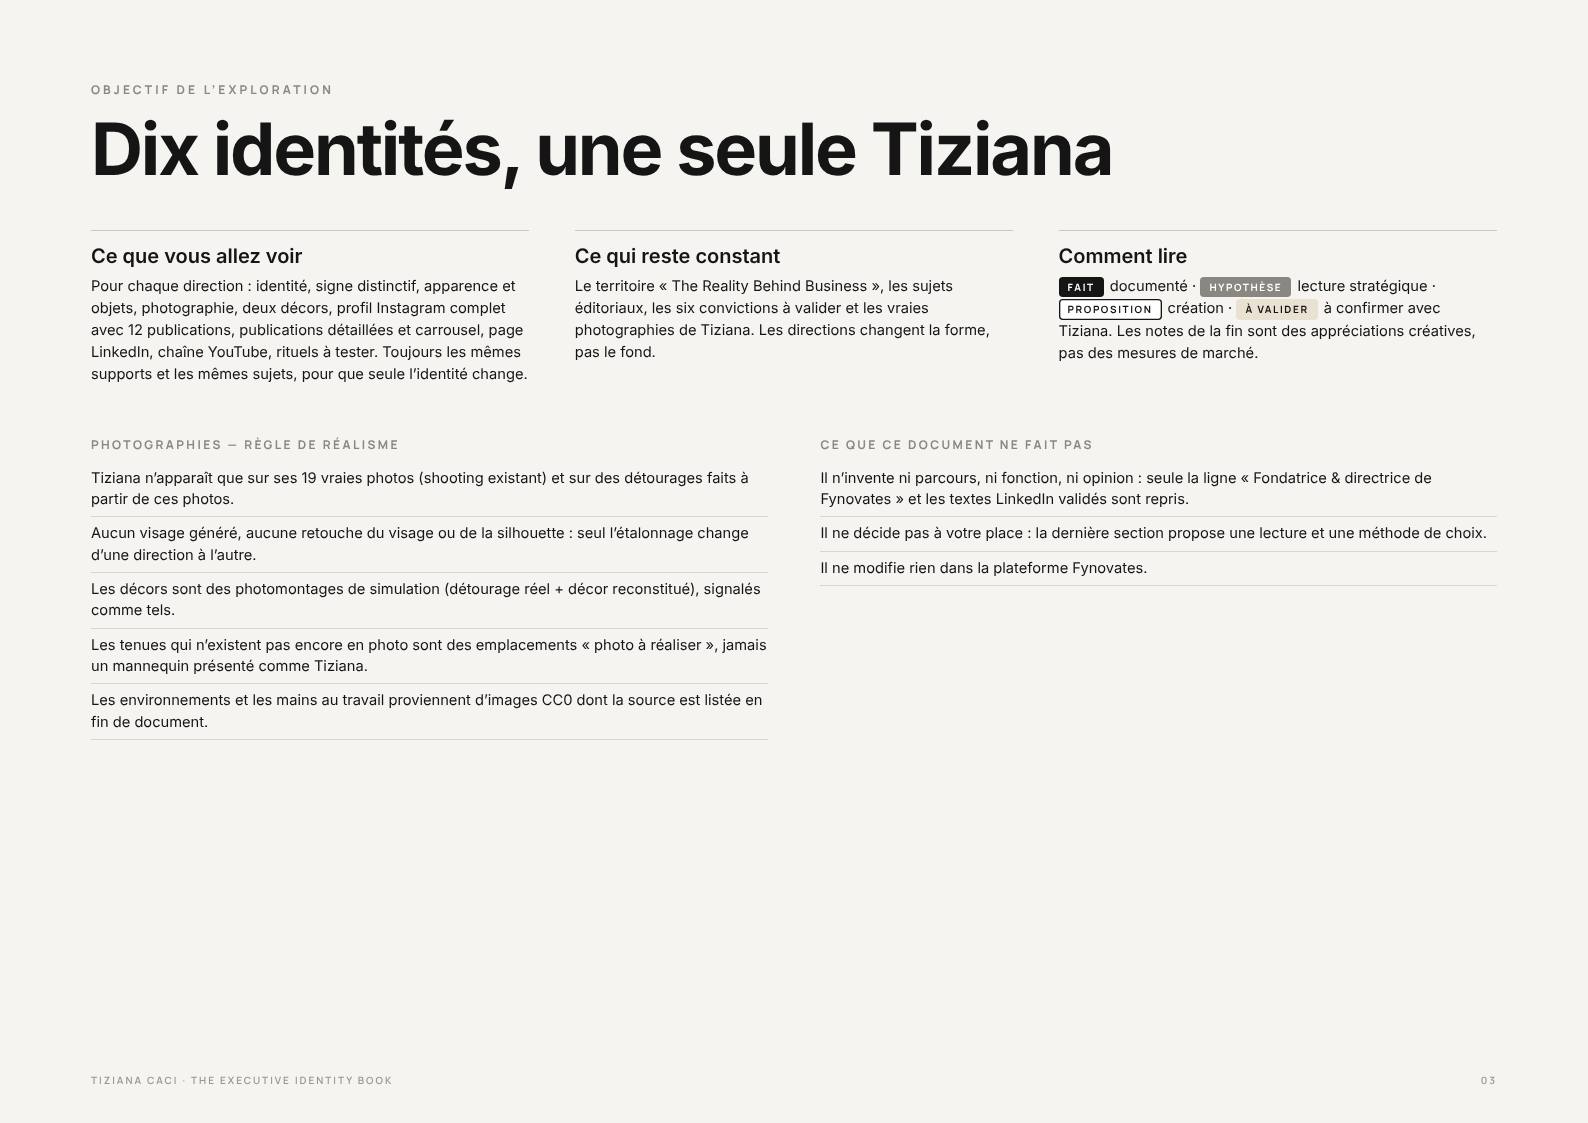 OBJECTIF DE L’EXPLORATION
Dix identités, une seule Tiziana
Ce que vous allez voir
Pour chaque direction : identité, signe distinctif, apparence et
objets, photographie, deux décors, profil Instagram complet
avec 12 publications, publications détaillées et carrousel, page
LinkedIn, chaîne YouTube, rituels à tester. Toujours les mêmes
supports et les mêmes sujets, pour que seule l’identité change.
Ce qui reste constant
Le territoire « The Reality Behind Business », les sujets
éditoriaux, les six convictions à valider et les vraies
photographies de Tiziana. Les directions changent la forme,
pas le fond.
Comment lire
FAIT documenté · HYPOTHÈSE lecture stratégique ·
PROPOSITION création · À VALIDER à confirmer avec
Tiziana. Les notes de la fin sont des appréciations créatives,
pas des mesures de marché.
PHOTOGRAPHIES — RÈGLE DE RÉALISME
Tiziana n’apparaît que sur ses 19 vraies photos (shooting existant) et sur des détourages faits à
partir de ces photos.
Aucun visage généré, aucune retouche du visage ou de la silhouette : seul l’étalonnage change
d’une direction à l’autre.
Les décors sont des photomontages de simulation (détourage réel + décor reconstitué), signalés
comme tels.
Les tenues qui n’existent pas encore en photo sont des emplacements « photo à réaliser », jamais
un mannequin présenté comme Tiziana.
Les environnements et les mains au travail proviennent d’images CC0 dont la source est listée en
fin de document.
CE QUE CE DOCUMENT NE FAIT PAS
Il n’invente ni parcours, ni fonction, ni opinion : seule la ligne « Fondatrice & directrice de
Fynovates » et les textes LinkedIn validés sont repris.
Il ne décide pas à votre place : la dernière section propose une lecture et une méthode de choix.
Il ne modifie rien dans la plateforme Fynovates.
TIZIANA CACI · THE EXECUTIVE IDENTITY BOOK
03